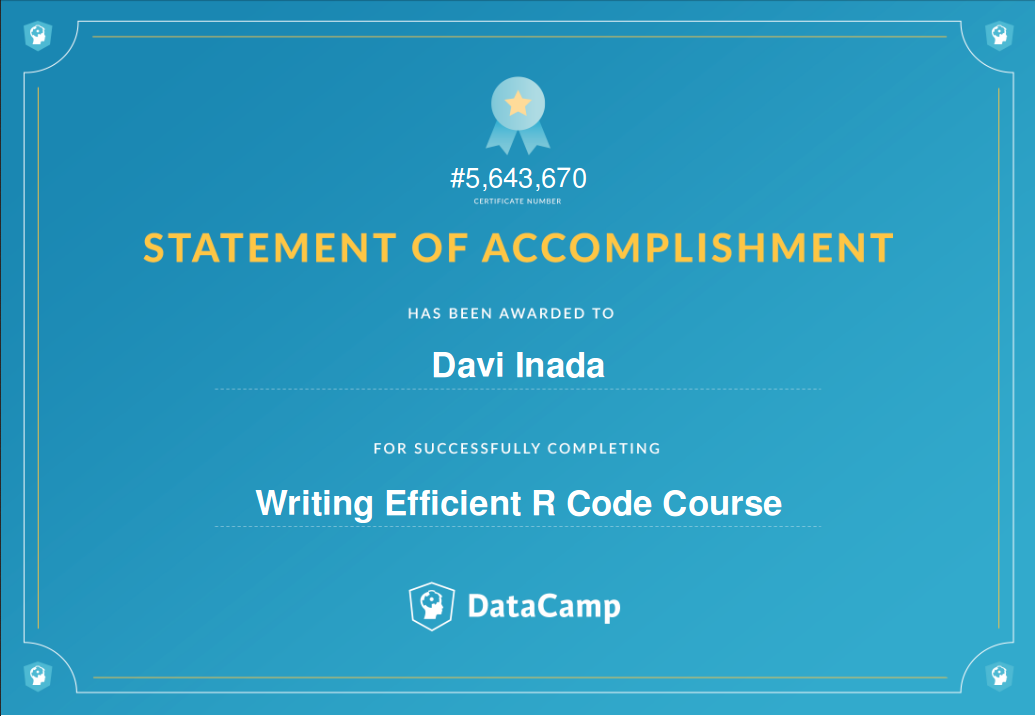 #5,643,670
CERTIFICATE NUMBER
STATEMENT OF ACCOMPLISHMENT
HAS BEEN AWARDED TO
Davi Inada
FOR SUCCESSFULLY COMPLETING
Writing Efficient R Code Course
DataCamp